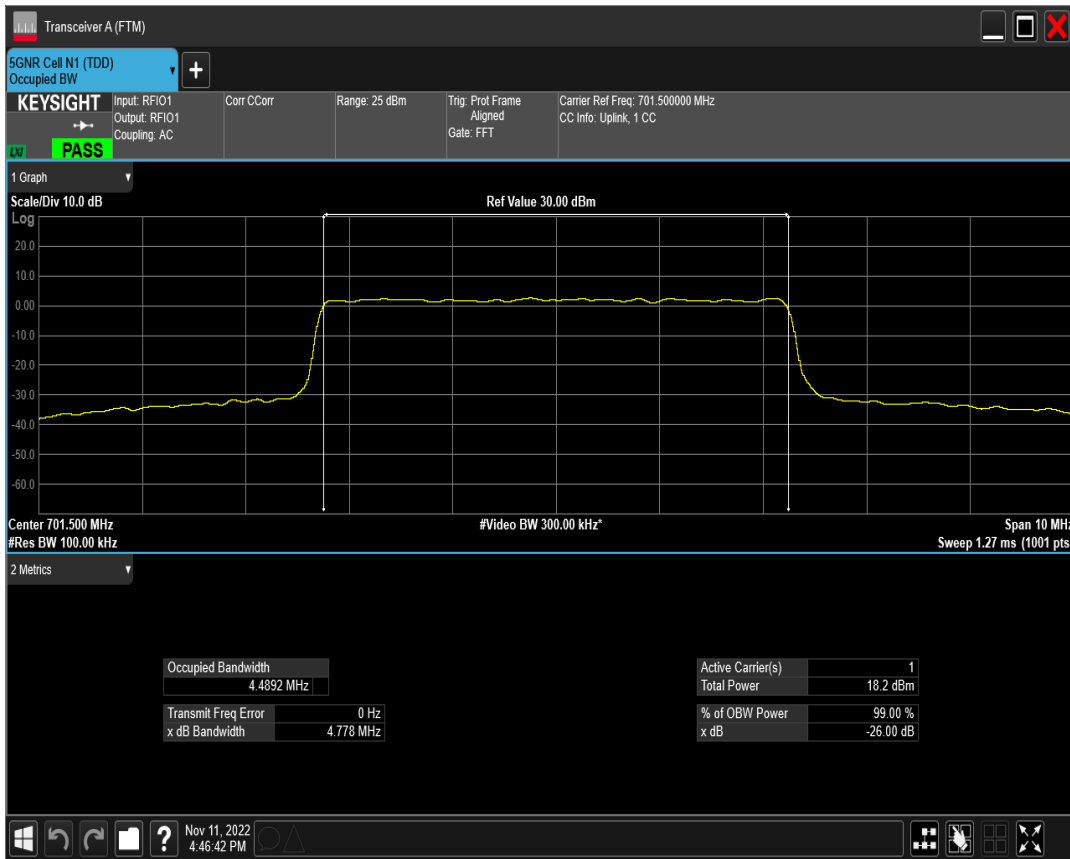 Transceiver A (FTM)
5GNR Cell N1 (TDD)
Occupied BW
+
KEYSIGHT
LXI
PASS
Input: RFIO1
Output: RFIO1
Coupling: AC
Corr CCorr
Range: 25 dBm
Trig: Prot Frame
Aligned
Gate: FFT
Carrier Ref Freq: 701.500000 MHz
CC Info: Uplink, 1 CC
1 Graph
Scale/Div 10.0 dB
Ref Value 30.00 dBm
Log
20.0
10.0
0.00
-10.0
-20.0
-30.0
-40.0
-50.0
-60.0
Center 701.500 MHz
#Video BW 300.00 kHz*
Span 10 MHz
#Res BW 100.00 kHz
Sweep 1.27 ms (1001 pts
2 Metrics
Occupied Bandwidth
4.4892 MHz
Transmit Freq Error 0 Hz
x dB Bandwidth 4.778 MHz
Active Carrier(s) 1
Total Power 18.2 dBm
% of OBW Power 99.00 %
x dB -26.00 dB
?
Nov 11, 2022
4:46:42 PM